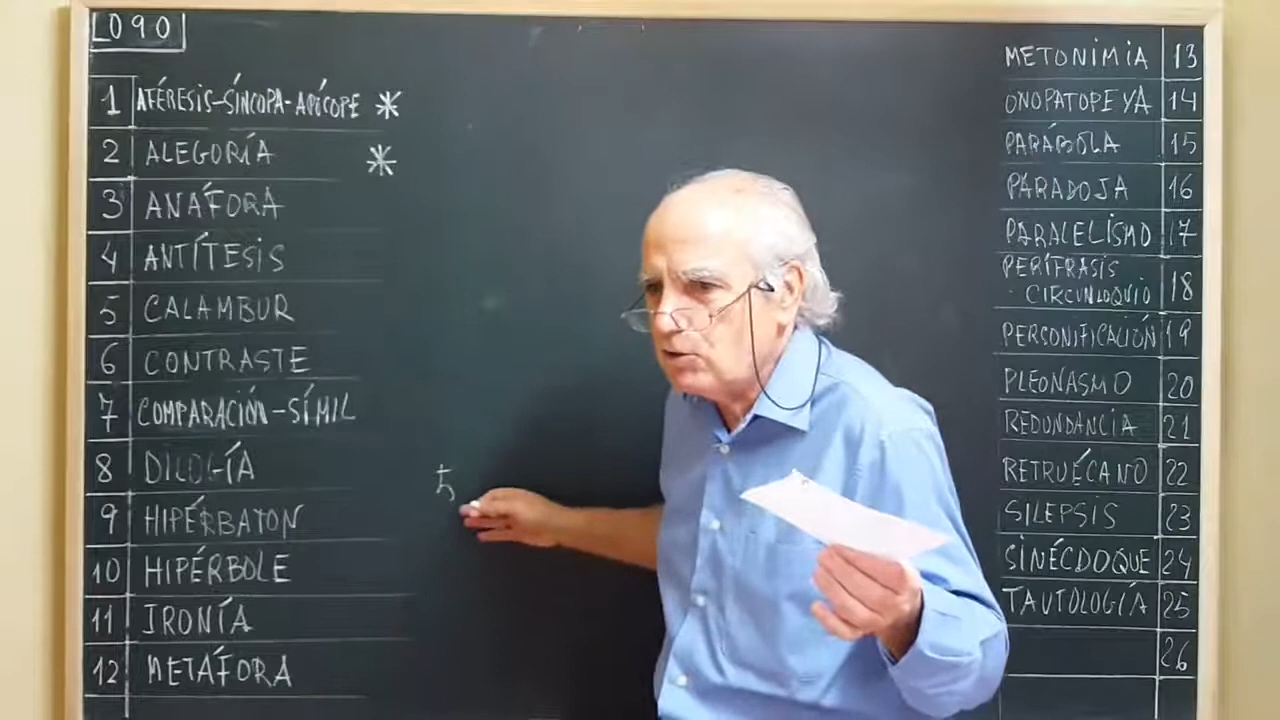 L090
1 AFÉRESIS-SÍNCOPA-APÓCOPE *
2 ALEGORÍA *
3 ANÁFORA
4 ANTÍTESIS
5 CALAMBUR
6 CONTRASTE
7 COMPARACIÓN-SÍMIL
8 DILOGÍA
9 HIPÉRBATON
10 HIPÉRBOLE
11 IRONÍA
12 METÁFORA
5
METONIMIA 13
ONOPATOPEYA 14
PARÁBOLA 15
PARADOJA 16
PARALELISMO 17
PERÍFRASIS
CIRCUNLOQUIO 18
PERSONIFICACIÓN 19
PLEONASMO 20
REDUNDANCIA 21
RETRUÉCANO 22
SILEPSIS 23
SINÉCDOQUE 24
TAUTOLOGÍA 25
26